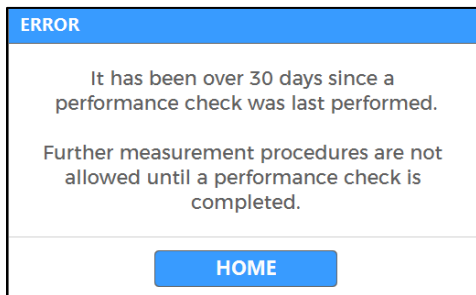 ERROR
It has been over 30 days since a
performance check was last performed.
Further measurement procedures are not
allowed until a performance check is
completed.
HOME